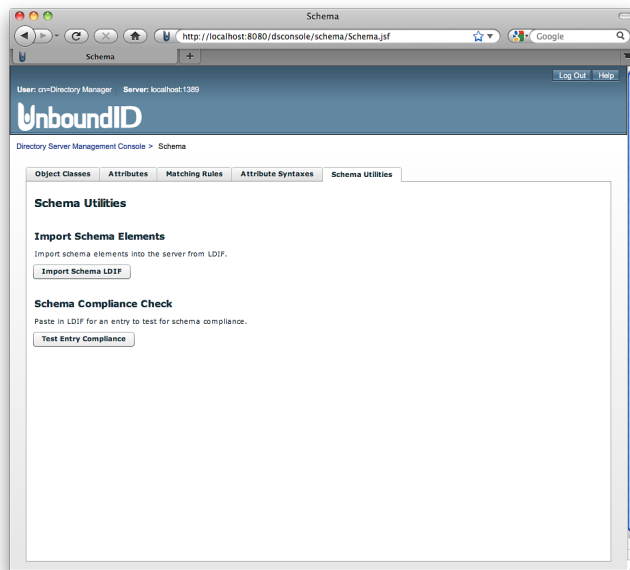 Schema
http://localhost:8080/dsconsole/schema/Schema.jsf
Google
Schema
+
Log Out Help
User: cn=Directory Manager Server: localhost:1389
UnboundID
Directory Server Management Console > Schema
Object Classes Attributes Matching Rules Attribute Syntaxes Schema Utilities
Schema Utilities
Import Schema Elements
Import schema elements into the server from LDIF.
Import Schema LDIF
Schema Compliance Check
Paste in LDIF for an entry to test for schema compliance.
Test Entry Compliance